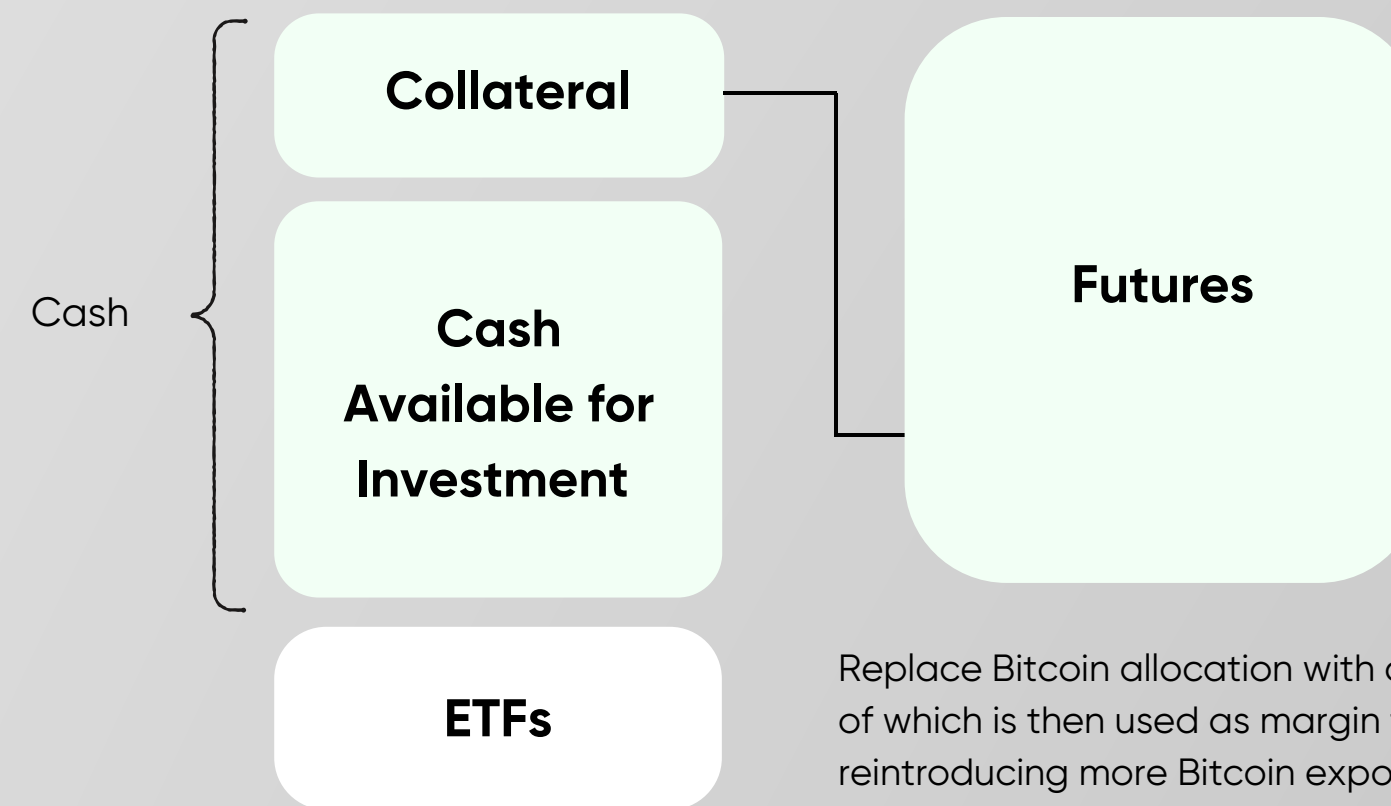 Collateral
Cash
Cash
Available for
Investment
Futures
ETFs
Replace Bitcoin allocation with
of which is then used as margin
reintroducing more Bitcoin